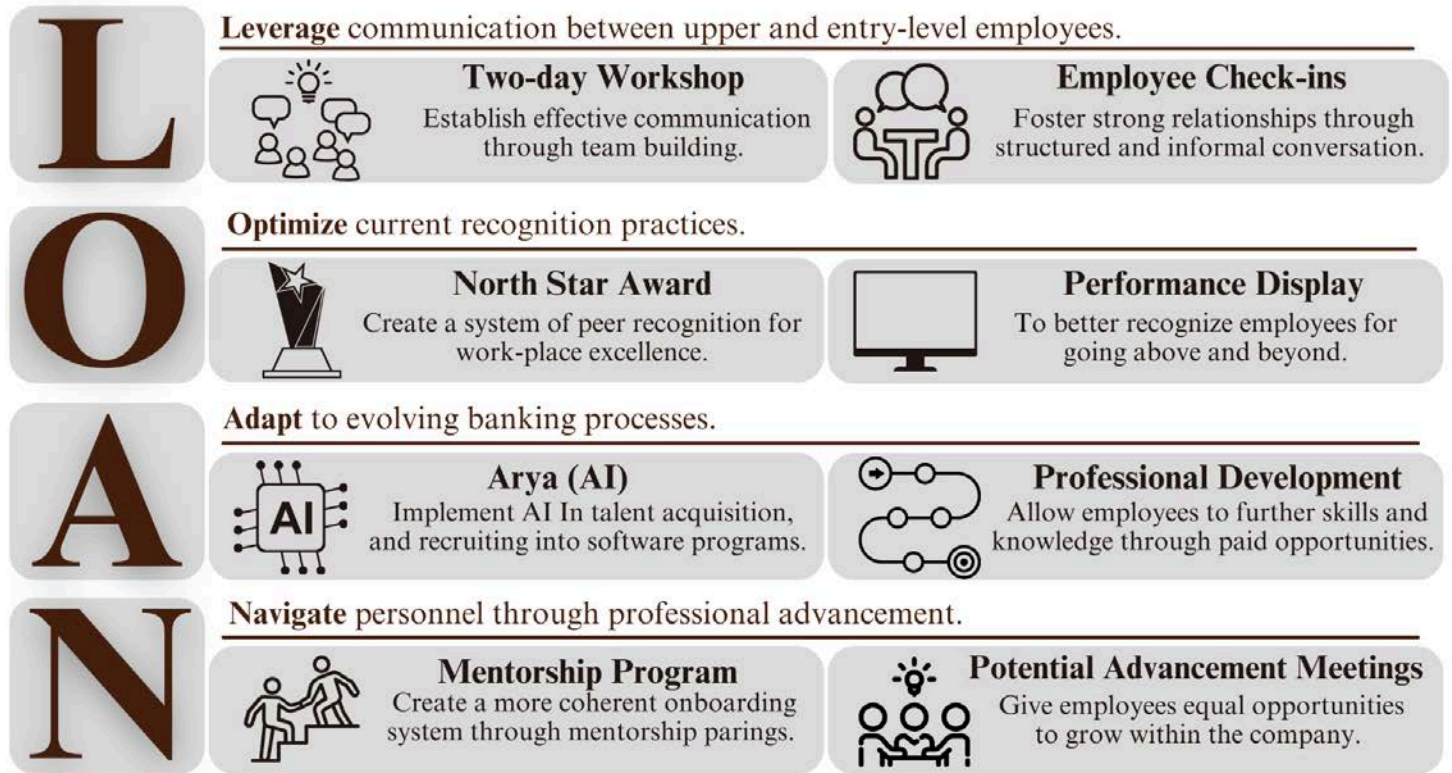 L
Leverage communication between upper and entry-level employees.
Two-day Workshop
Establish effective communication
through team building.
Employee Check-ins
Foster strong relationships through
structured and informal conversation.
O
Optimize current recognition practices.
North Star Award
Create a system of peer recognition for
work-place excellence.
Performance Display
To better recognize employees for
going above and beyond.
A
Adapt to evolving banking processes.
AI
Arya (AI)
Implement AI In talent acquisition,
and recruiting into software programs.
Professional Development
Allow employees to further skills and
knowledge through paid opportunities.
N
Navigate personnel through professional advancement.
Mentorship Program
Create a more coherent onboarding
system through mentorship parings.
Potential Advancement Meetings
Give employees equal opportunities
to grow within the company.